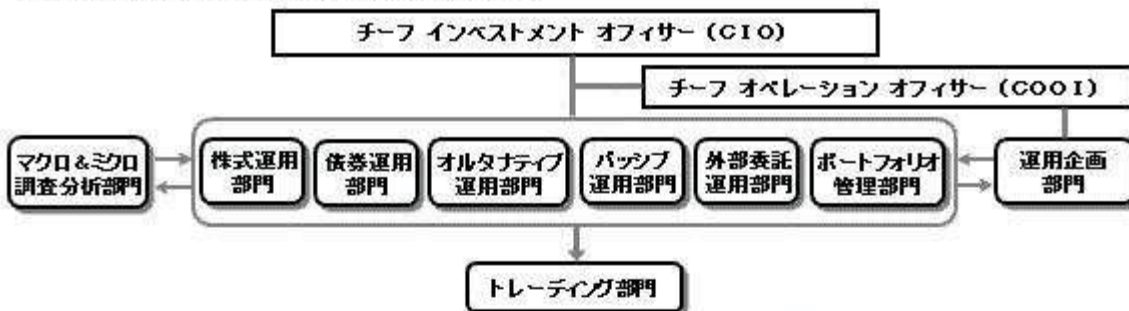 チーフ インベストメント オフィサー (CIO)
チーフ オペレーション オフィサー (COOI)
マクロ&ミクロ
調査分析部門
株式運用
部門
債券運用
部門
オルタナティブ
運用部門
パッシブ
運用部門
外部委託
運用部門
ポートフォリオ
管理部門
運用企画
部門
トレーディング部門